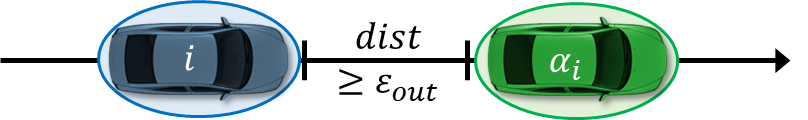 i
dist
≥ ε_out
α_i